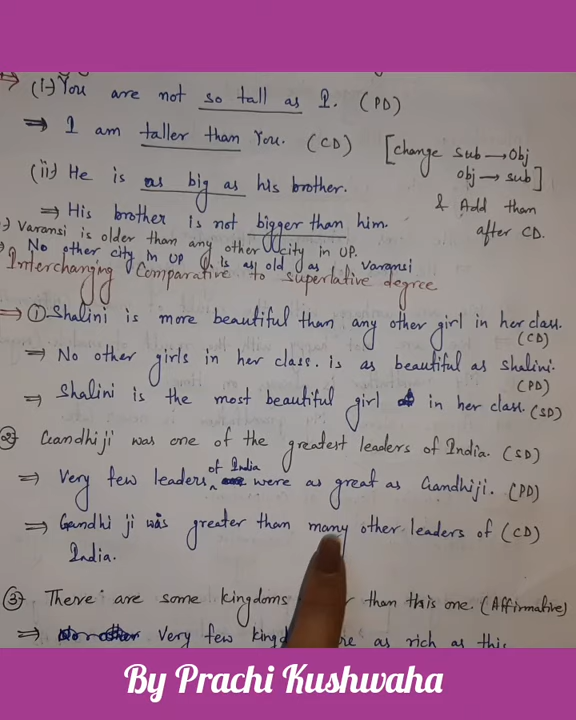 ⇒ (i-) You are not so tall as I. (PD)
⇒ I am taller than You. (CD)
[change sub → Obj
obj → sub]
& Add than
after CD.
(ii) He is as big as his brother.
⇒ His brother is not bigger than him.
Varansi is older than any other city in UP.
No other city in UP is as old as Varansi
Interchanging Comparative to superlative degree
⇒ ① Shalini is more beautiful than any other girl in her class. (CD)
⇒ No other girls in her class. is as beautiful as Shalini. (PD)
⇒ Shalini is the most beautiful girl in her class. (SD)
② Gandhiji was one of the greatest leaders of India. (SD)
⇒ Very few leaders of India were as great as Gandhiji. (PD)
⇒ Gandhi ji was greater than many other leaders of (CD)
India.
③ There are some kingdoms than this one. (Affirmative)
⇒ Very few as rich as this
By Prachi Kushwaha